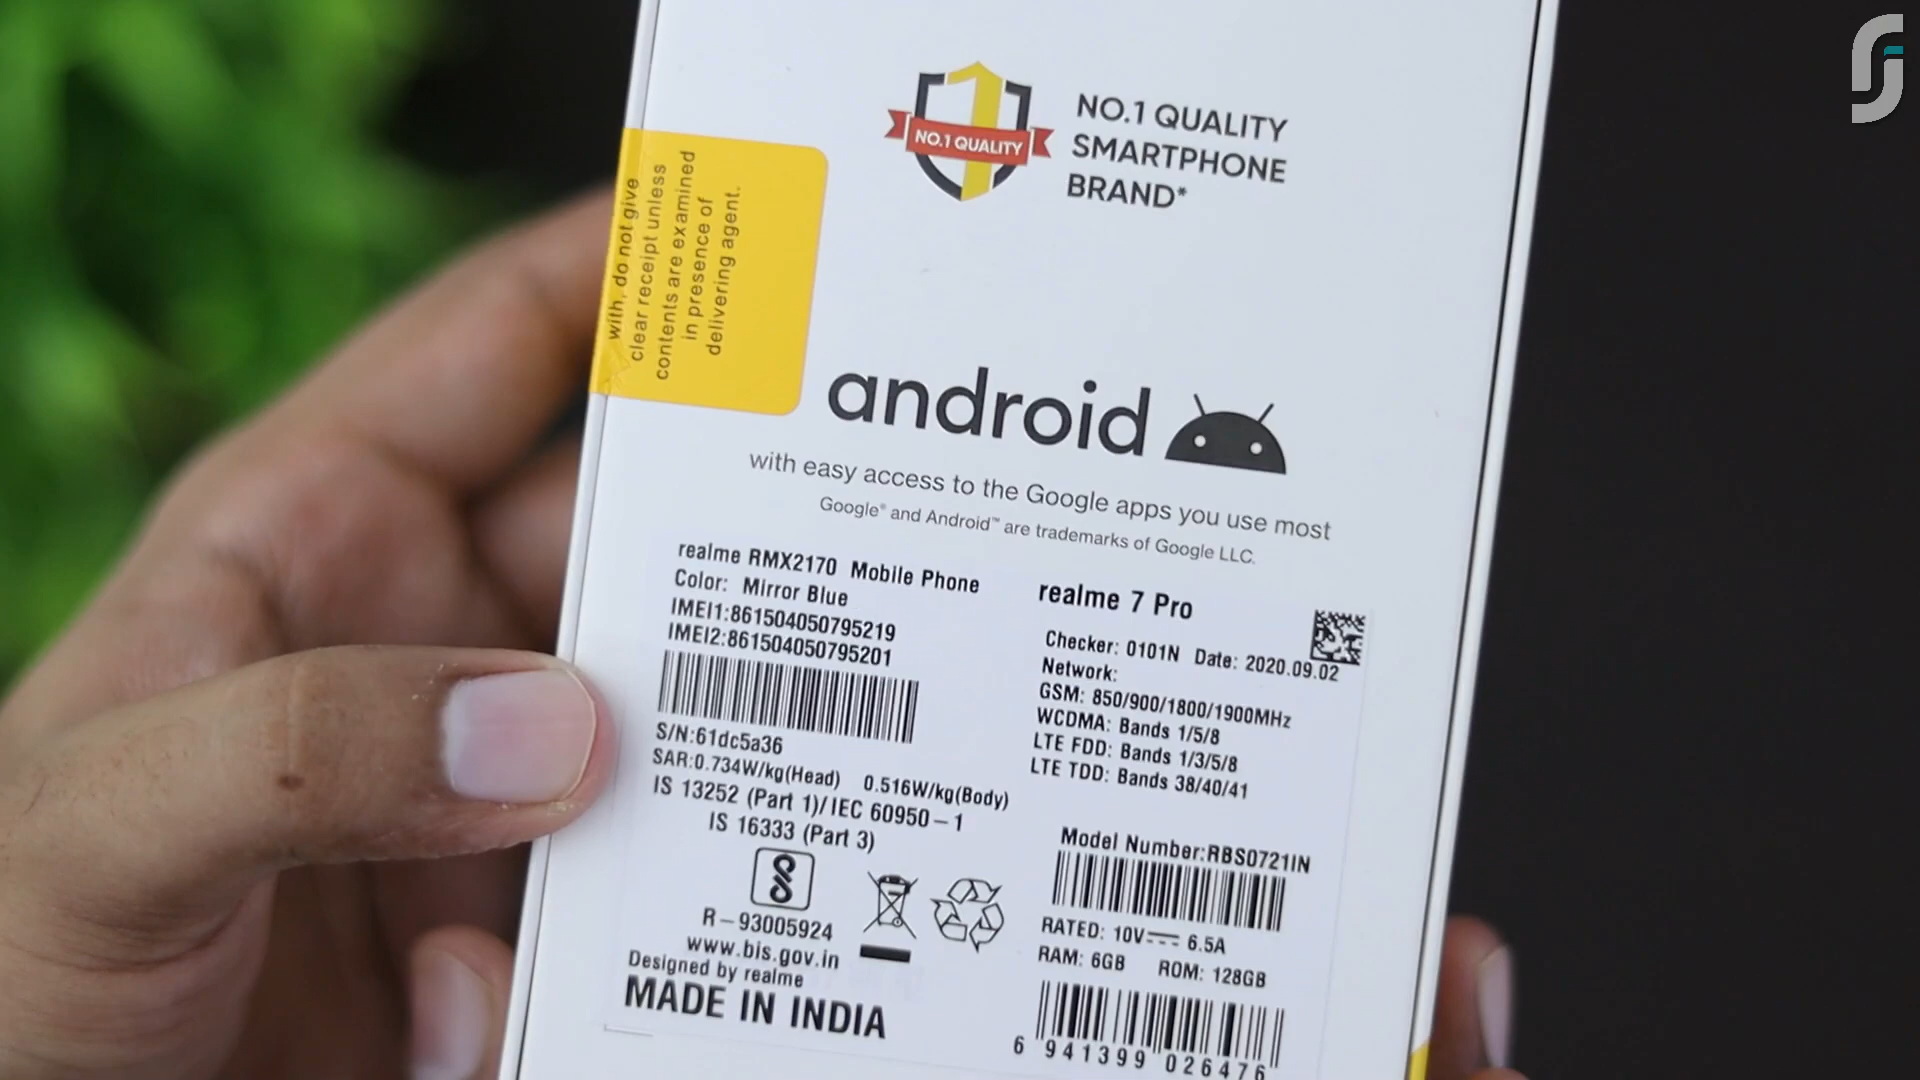 NO.1 QUALITY
NO.1 QUALITY
SMARTPHONE
BRAND*
with, do not give
clear receipt unless
contents are examined
in presence of
delivering agent.
android
with easy access to the Google apps you use most
Google® and Android™ are trademarks of Google LLC.
realme RMX2170 Mobile Phone
Color: Mirror Blue
IMEI1:861504050795219
IMEI2:861504050795201
S/N:61dc5a36
SAR:0.734W/kg(Head) 0.516W/kg(Body)
IS 13252 (Part 1)/IEC 60950-1
IS 16333 (Part 3)
R-93005924
www.bis.gov.in
Designed by realme
MADE IN INDIA
realme 7 Pro
Checker: 0101N Date: 2020.09.02
Network:
GSM: 850/900/1800/1900MHz
WCDMA: Bands 1/5/8
LTE FDD: Bands 1/3/5/8
LTE TDD: Bands 38/40/41
Model Number:RBS0721IN
RATED: 10V⎓ 6.5A
RAM: 6GB ROM: 128GB
6 941399 026476